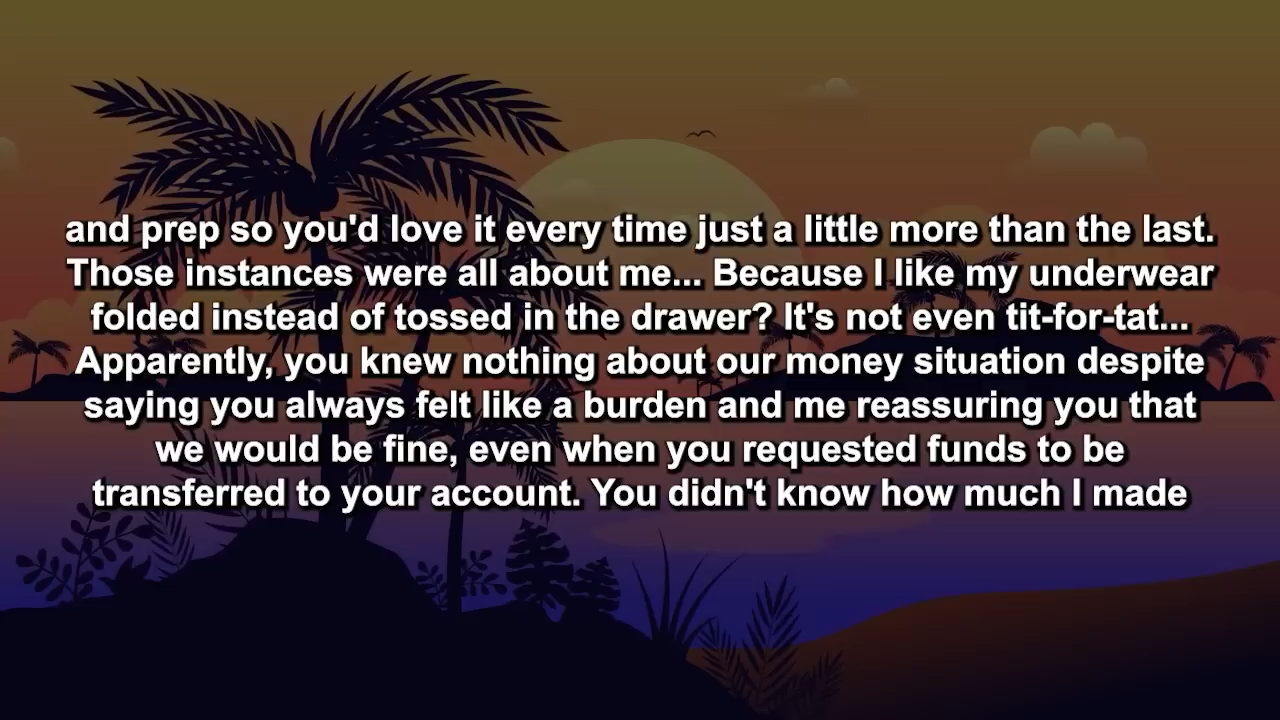 and prep so you'd love it every time just a little more than the last.
Those instances were all about me... Because I like my underwear
folded instead of tossed in the drawer? It's not even tit-for-tat...
Apparently, you knew nothing about our money situation despite
saying you always felt like a burden and me reassuring you that
we would be fine, even when you requested funds to be
transferred to your account. You didn't know how much I made